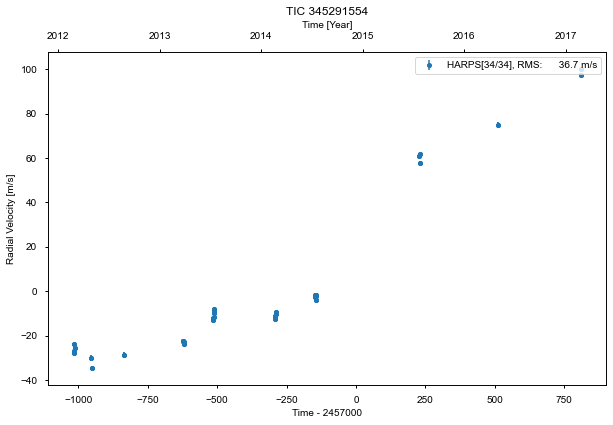 TIC 345291554
Time [Year]
2012 2013 2014 2015 2016 2017
HARPS[34/34], RMS: 36.7 m/s
Radial Velocity [m/s]
100
80
60
40
20
0
−20
−40
−1000 −750 −500 −250 0 250 500 750
Time - 2457000